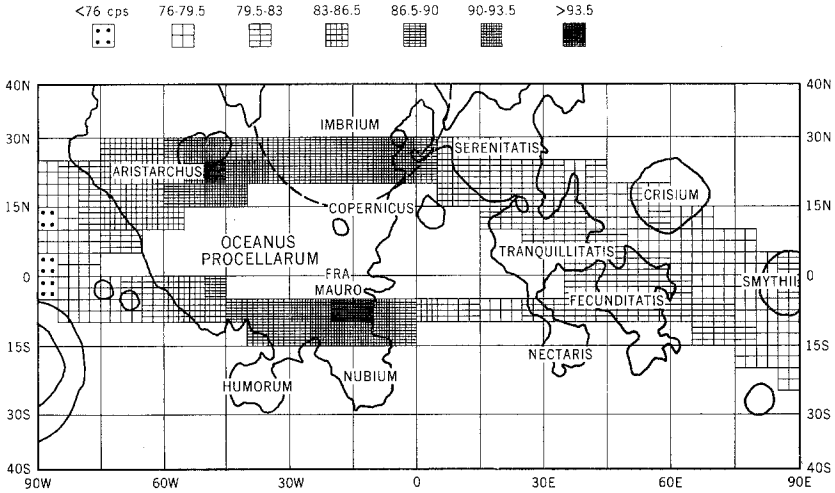 <76 cps 76-79.5 79.5-83 83-86.5 86.5-90 90-93.5 >93.5
40N 40N
IMBRIUM
30N 30N
SERENITATIS
ARISTARCHUS
CRISIUM
15N COPERNICUS 15N
OCEANUS
PROCELLARUM
TRANQUILLITATIS
0 FRA SMYTHII 0
MAURO
FECUNDITATIS
15S NECTARIS 15S
HUMORUM NUBIUM
30S 30S
40S 40S
90W 60W 30W 0 30E 60E 90E